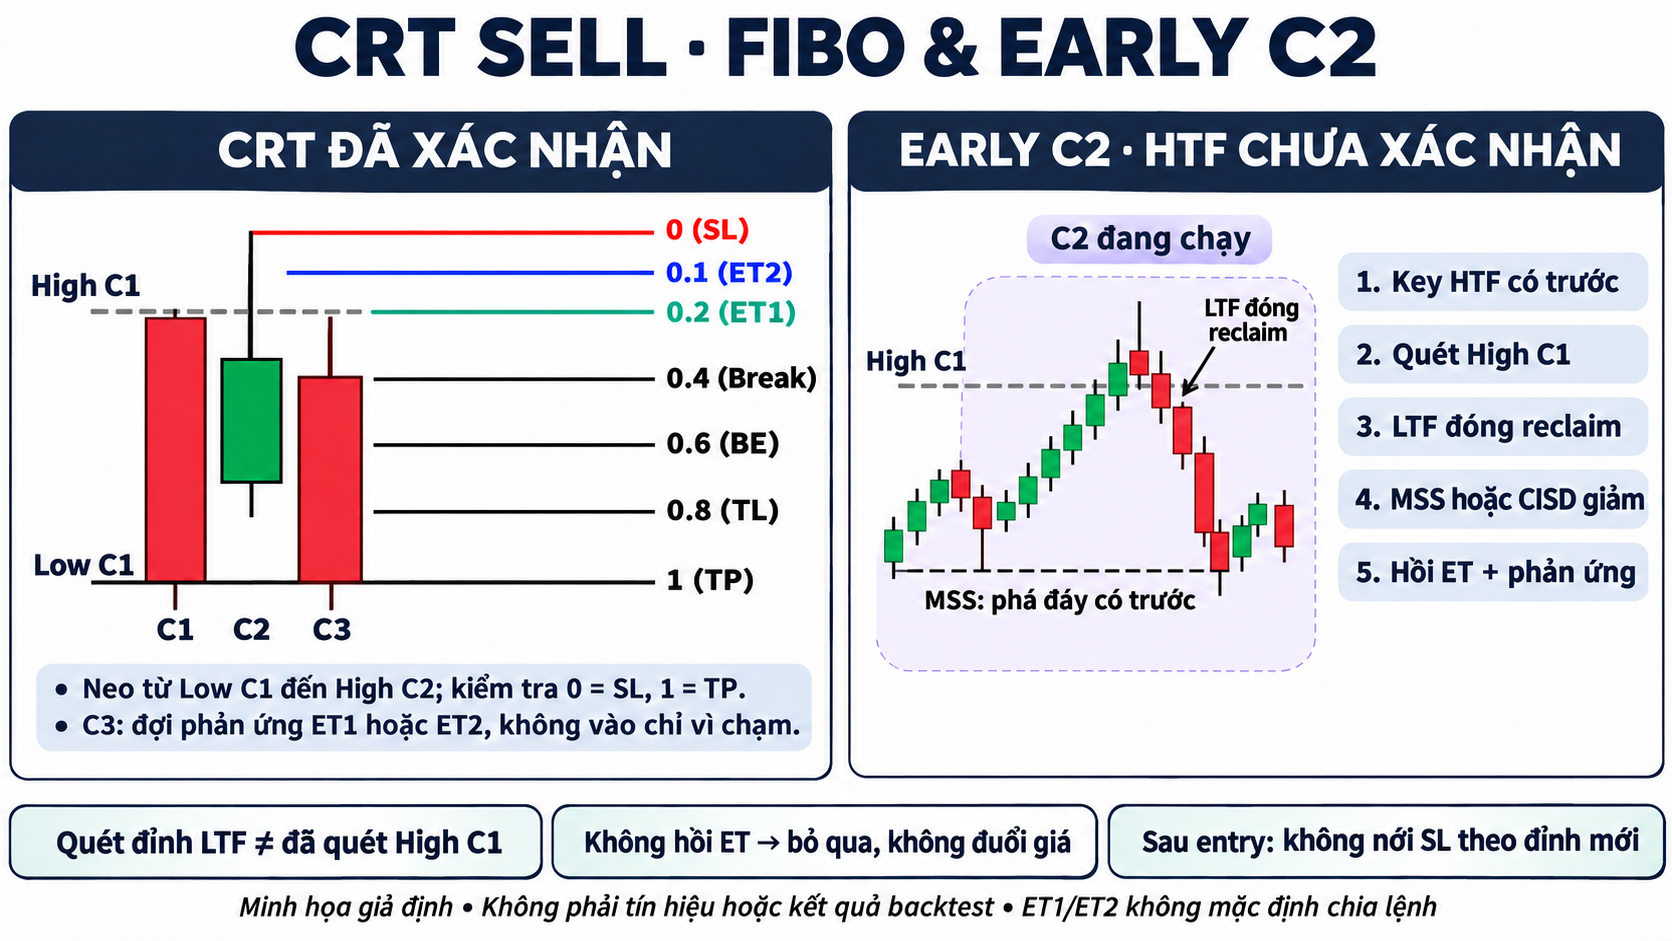 CRT SELL · FIBO & EARLY C2
CRT ĐÃ XÁC NHẬN
0 (SL)
0.1 (ET2)
High C1
0.2 (ET1)
0.4 (Break)
0.6 (BE)
0.8 (TL)
Low C1
1 (TP)
C1
C2
C3
• Neo từ Low C1 đến High C2; kiểm tra 0 = SL, 1 = TP.
• C3: đợi phản ứng ET1 hoặc ET2, không vào chỉ vì chạm.
EARLY C2 · HTF CHƯA XÁC NHẬN
C2 đang chạy
LTF đóng
reclaim
High C1
MSS: phá đáy có trước
1. Key HTF có trước
2. Quét High C1
3. LTF đóng reclaim
4. MSS hoặc CISD giảm
5. Hồi ET + phản ứng
Quét đỉnh LTF ≠ đã quét High C1
Không hồi ET → bỏ qua, không đuổi giá
Sau entry: không nới SL theo đỉnh mới
Minh họa giả định • Không phải tín hiệu hoặc kết quả backtest • ET1/ET2 không mặc định chia lệnh